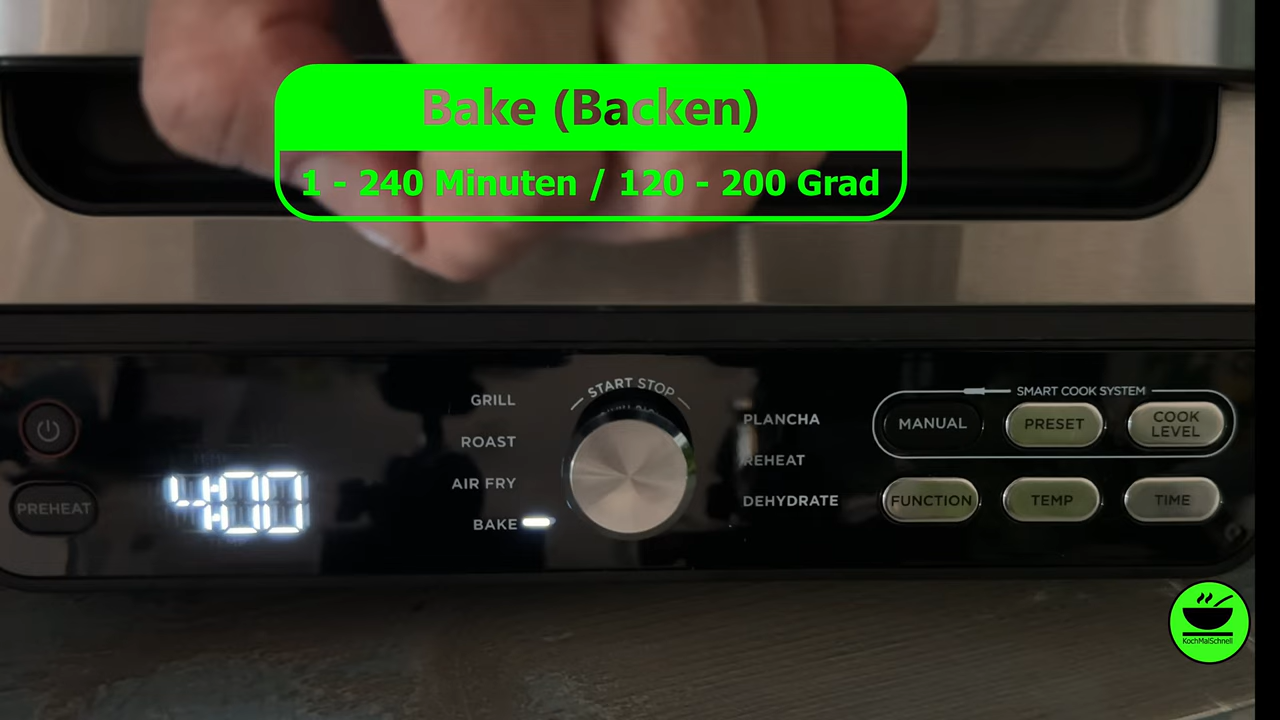 Bake (Backen)
1 - 240 Minuten / 120 - 200 Grad
START STOP
SMART COOK SYSTEM
GRILL
PLANCHA
MANUAL
PRESET
COOK
LEVEL
ROAST
REHEAT
AIR FRY
DEHYDRATE
FUNCTION
TEMP
TIME
PREHEAT
4:00
BAKE
KochMalSchnell